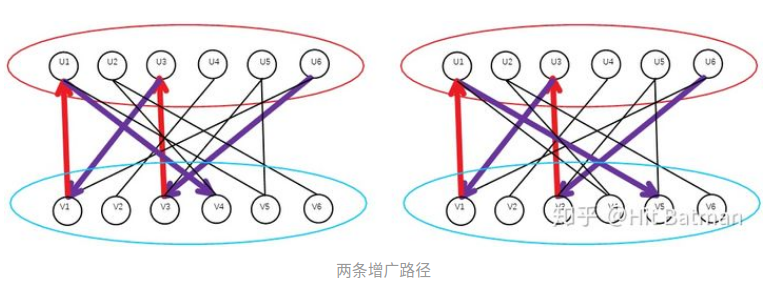 U1 U2 U3 U4 U5 U6 U1 U2 U3 U4 U5 U6
V1 V2 V3 V4 V5 V6 V1 V2 V3 V4 V5 V6
知乎 @Hit Batman
两条增广路径